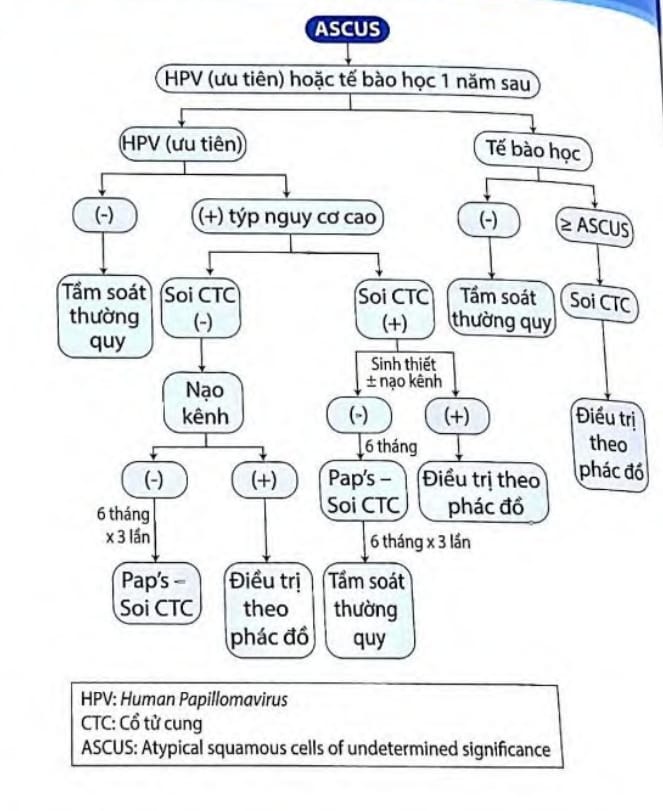 ASCUS
HPV (ưu tiên) hoặc tế bào học 1 năm sau
HPV (ưu tiên)
Tế bào học
(-)
(+) týp nguy cơ cao
(-)
≥ ASCUS
Tầm soát
thường
quy
Soi CTC
(-)
Soi CTC
(+)
Tầm soát
thường quy
Soi CTC
Nạo
kênh
Sinh thiết
± nạo kênh
(-)
(+)
Điều trị
theo
phác đồ
(-)
(+)
6 tháng
Pap's –
Soi CTC
Điều trị theo
phác đồ
6 tháng
x 3 lần
6 tháng x 3 lần
Pap's –
Soi CTC
Điều trị
theo
phác đồ
Tầm soát
thường
quy
HPV: Human Papillomavirus
CTC: Cổ tử cung
ASCUS: Atypical squamous cells of undetermined significance